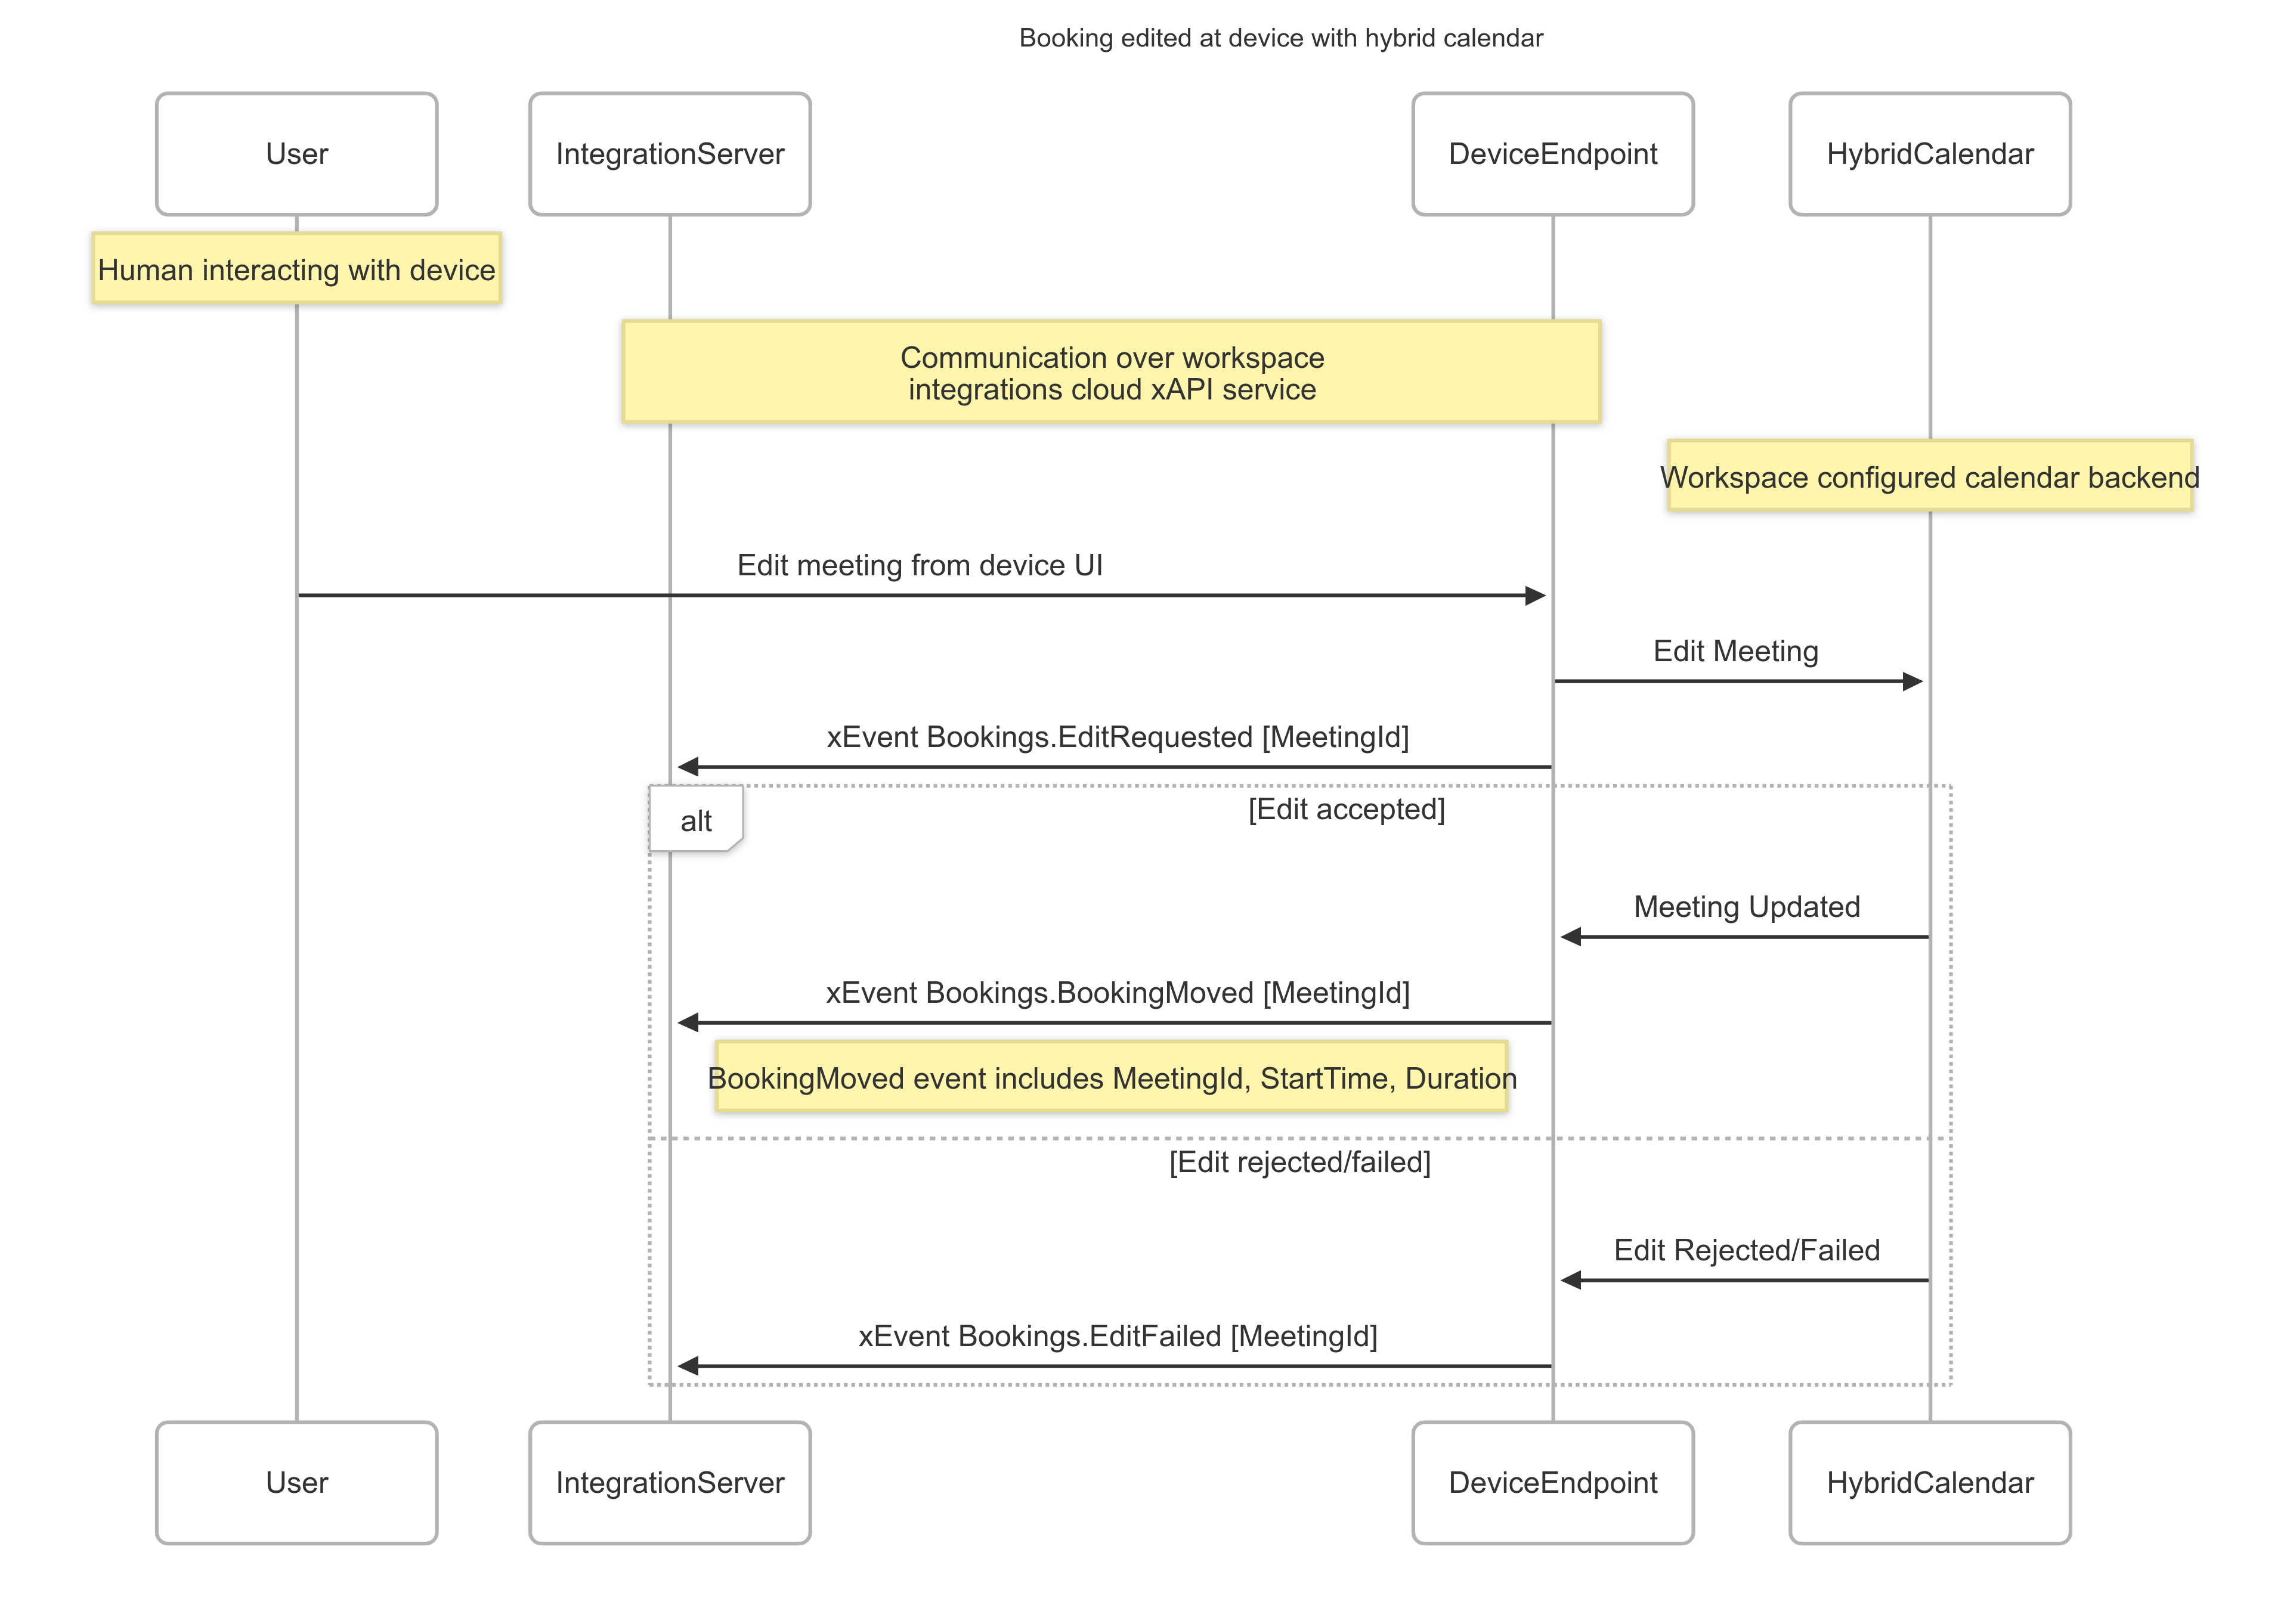 Booking edited at device with hybrid calendar
User
IntegrationServer
DeviceEndpoint
HybridCalendar
Human interacting with device
Communication over workspace
integrations cloud xAPI service
Workspace configured calendar backend
Edit meeting from device UI
Edit Meeting
xEvent Bookings.EditRequested [MeetingId]
alt
[Edit accepted]
Meeting Updated
xEvent Bookings.BookingMoved [MeetingId]
BookingMoved event includes MeetingId, StartTime, Duration
[Edit rejected/failed]
Edit Rejected/Failed
xEvent Bookings.EditFailed [MeetingId]
User
IntegrationServer
DeviceEndpoint
HybridCalendar